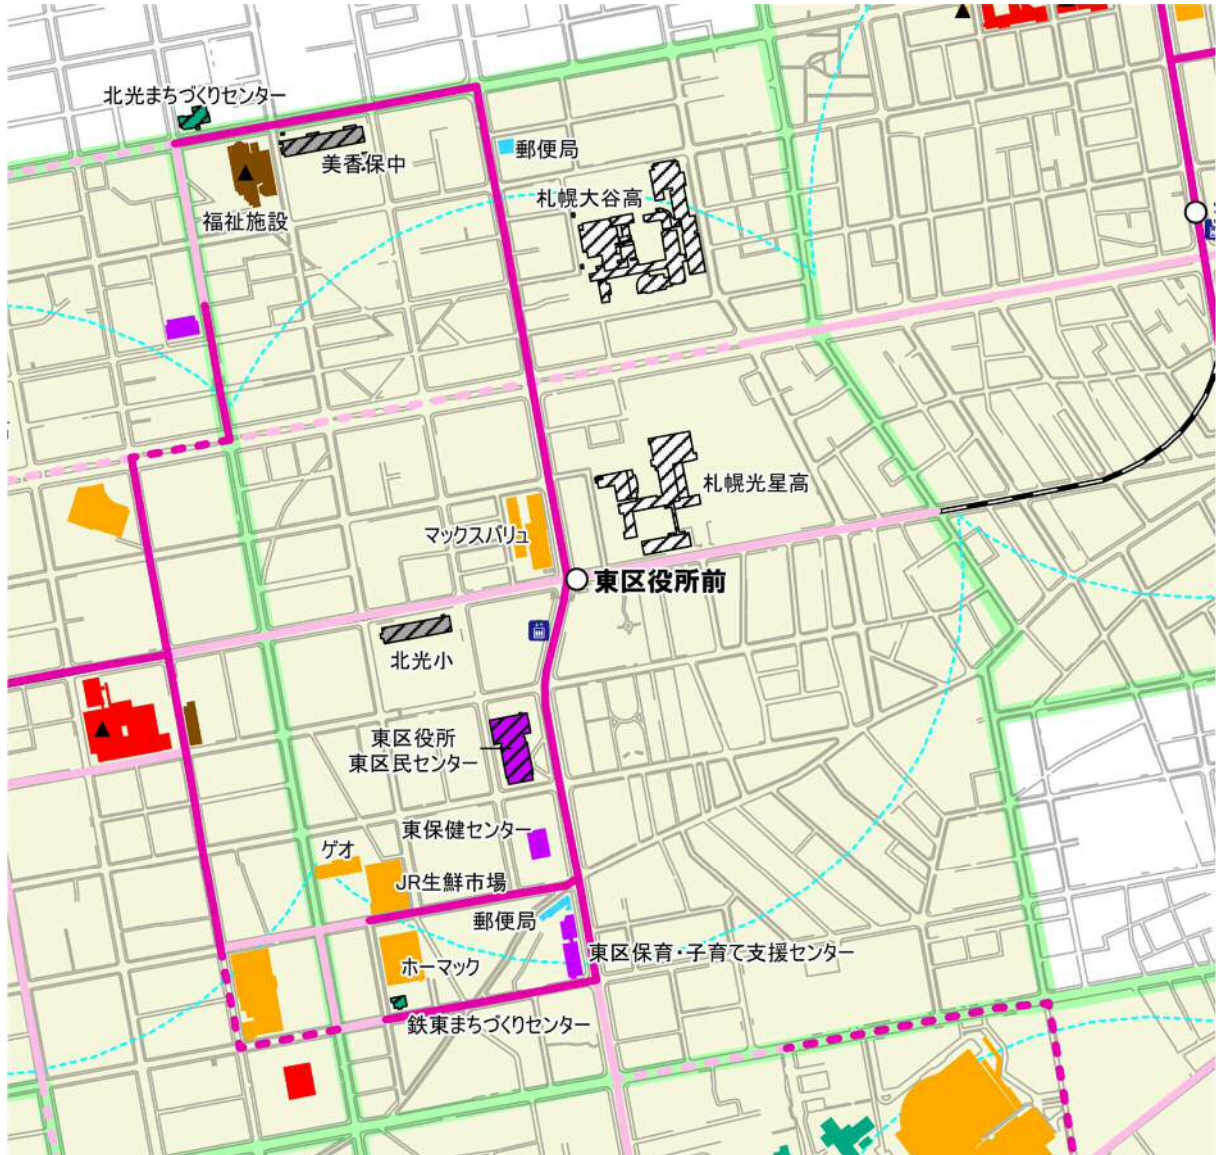 北光まちづくりセンター
美香保中
郵便局
福祉施設
札幌大谷高
札幌光星高
マックスバリュ
東区役所前
北光小
東区役所
東区民センター
東保健センター
ゲオ
JR生鮮市場
郵便局
東区保育・子育て支援センター
ホーマック
鉄東まちづくりセンター